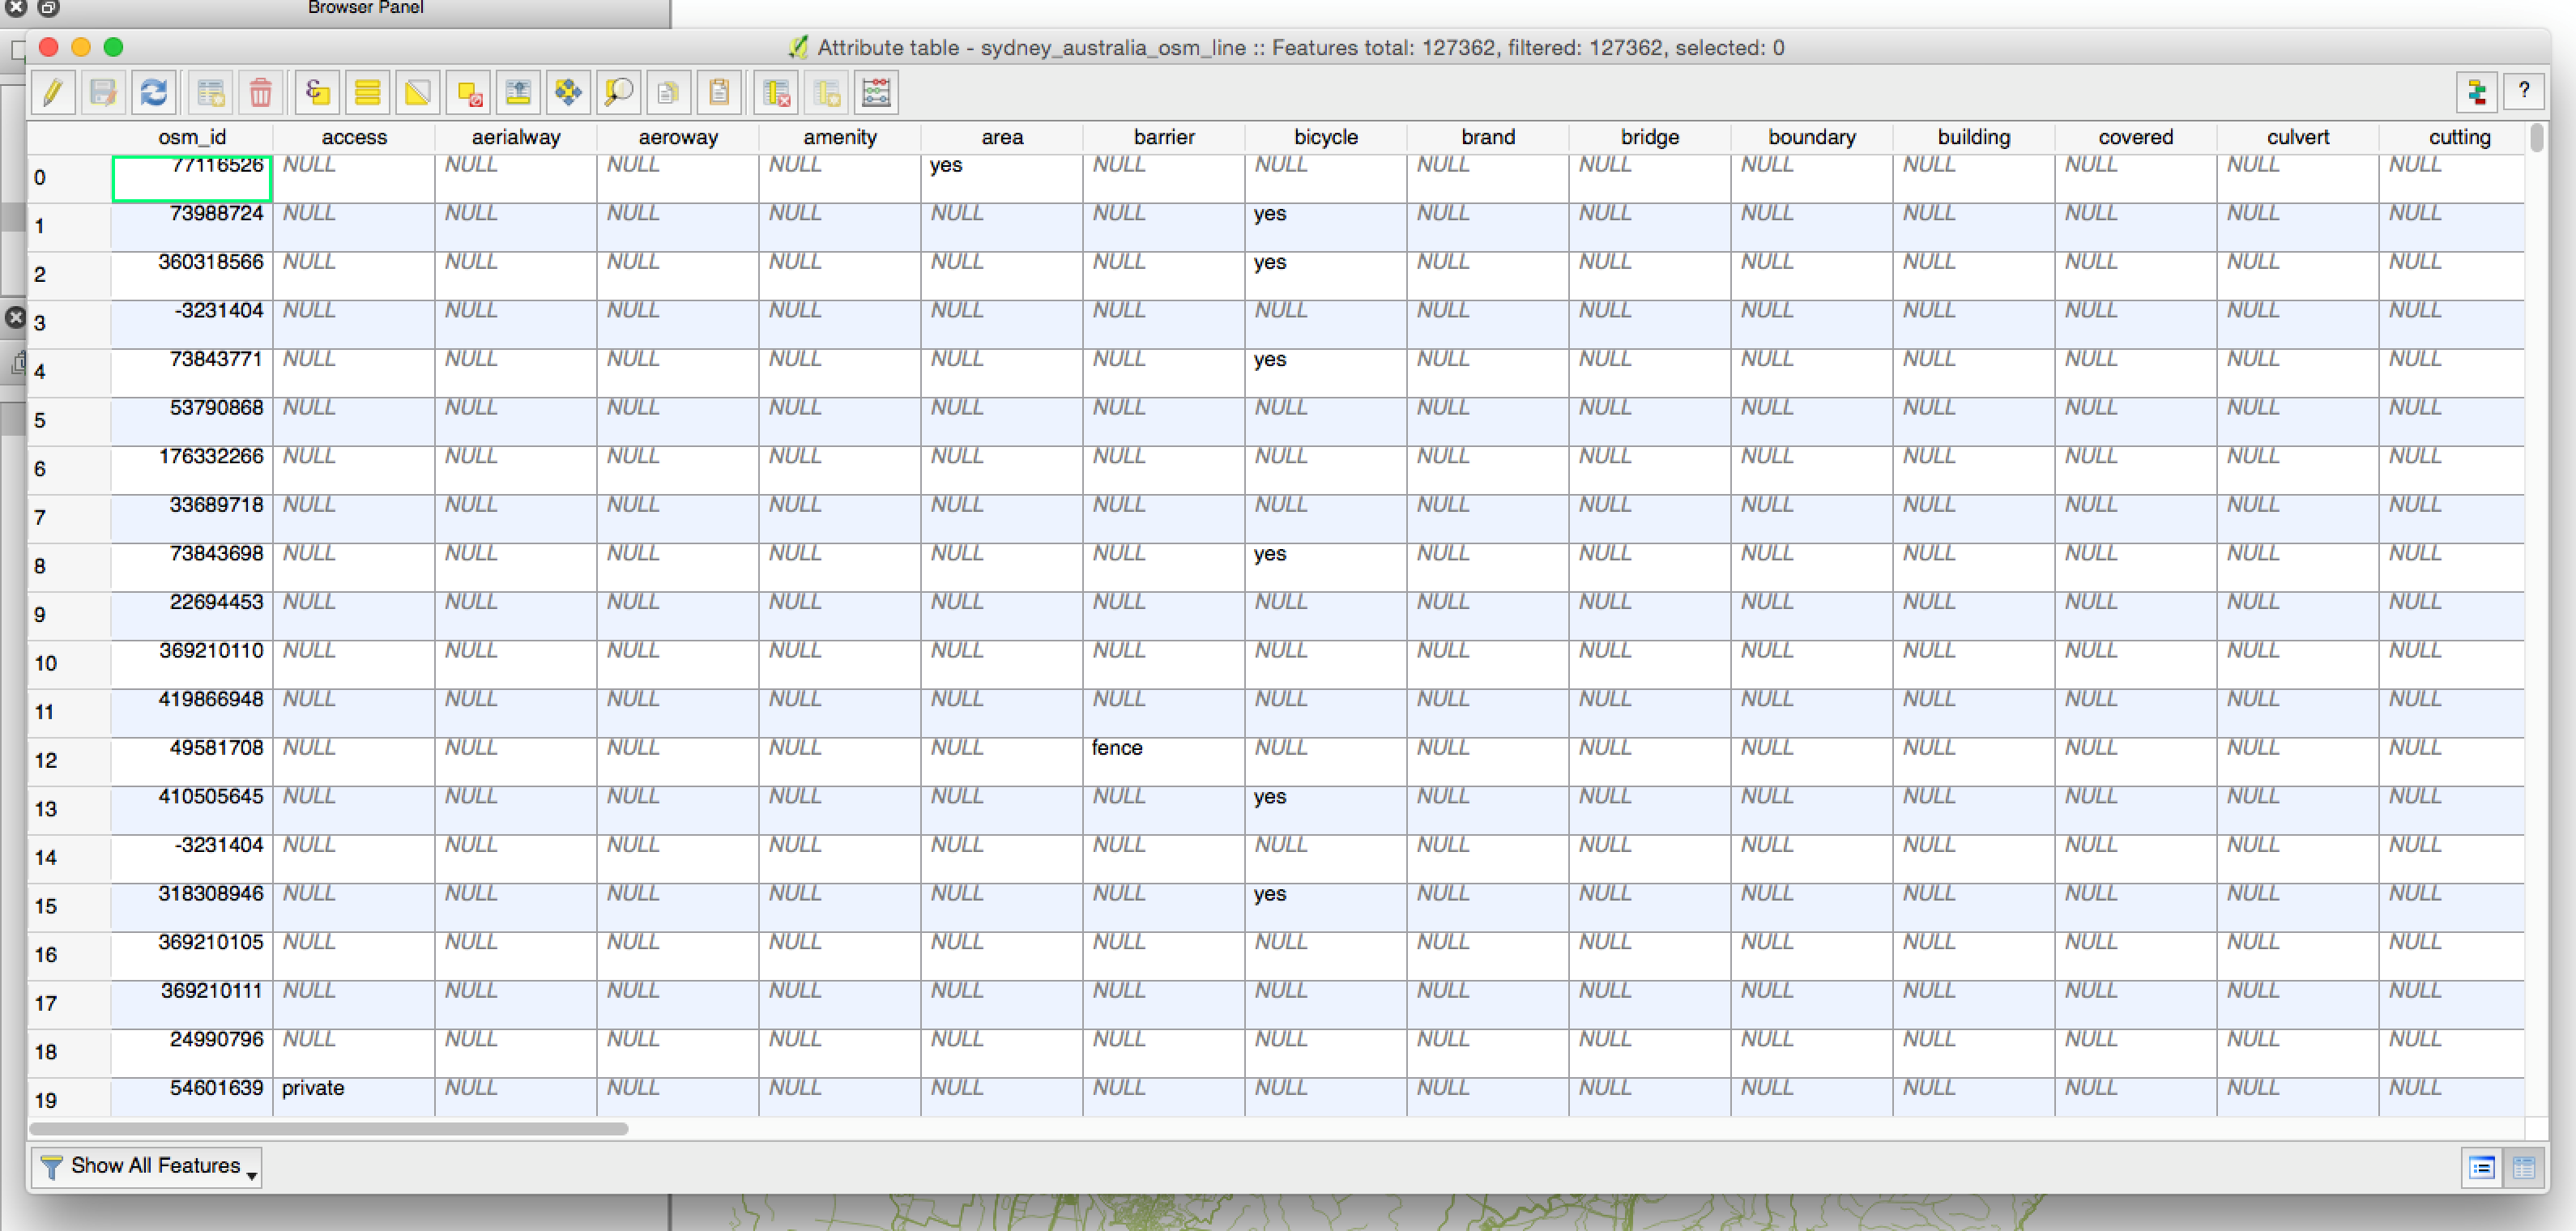 Browser Panel
Attribute table - sydney_australia_osm_line :: Features total: 127362, filtered: 127362, selected: 0
ε ?
osm_id access aerialway aeroway amenity area barrier bicycle brand bridge boundary building covered culvert cutting
0 77116526 NULL NULL NULL NULL yes NULL NULL NULL NULL NULL NULL NULL NULL NULL
1 73988724 NULL NULL NULL NULL NULL NULL yes NULL NULL NULL NULL NULL NULL NULL
2 360318566 NULL NULL NULL NULL NULL NULL yes NULL NULL NULL NULL NULL NULL NULL
3 -3231404 NULL NULL NULL NULL NULL NULL NULL NULL NULL NULL NULL NULL NULL NULL
4 73843771 NULL NULL NULL NULL NULL NULL yes NULL NULL NULL NULL NULL NULL NULL
5 53790868 NULL NULL NULL NULL NULL NULL NULL NULL NULL NULL NULL NULL NULL NULL
6 176332266 NULL NULL NULL NULL NULL NULL NULL NULL NULL NULL NULL NULL NULL NULL
7 33689718 NULL NULL NULL NULL NULL NULL NULL NULL NULL NULL NULL NULL NULL NULL
8 73843698 NULL NULL NULL NULL NULL NULL yes NULL NULL NULL NULL NULL NULL NULL
9 22694453 NULL NULL NULL NULL NULL NULL NULL NULL NULL NULL NULL NULL NULL NULL
10 369210110 NULL NULL NULL NULL NULL NULL NULL NULL NULL NULL NULL NULL NULL NULL
11 419866948 NULL NULL NULL NULL NULL NULL NULL NULL NULL NULL NULL NULL NULL NULL
12 49581708 NULL NULL NULL NULL NULL fence NULL NULL NULL NULL NULL NULL NULL NULL
13 410505645 NULL NULL NULL NULL NULL NULL yes NULL NULL NULL NULL NULL NULL NULL
14 -3231404 NULL NULL NULL NULL NULL NULL NULL NULL NULL NULL NULL NULL NULL NULL
15 318308946 NULL NULL NULL NULL NULL NULL yes NULL NULL NULL NULL NULL NULL NULL
16 369210105 NULL NULL NULL NULL NULL NULL NULL NULL NULL NULL NULL NULL NULL NULL
17 369210111 NULL NULL NULL NULL NULL NULL NULL NULL NULL NULL NULL NULL NULL NULL
18 24990796 NULL NULL NULL NULL NULL NULL NULL NULL NULL NULL NULL NULL NULL NULL
19 54601639 private NULL NULL NULL NULL NULL NULL NULL NULL NULL NULL NULL NULL NULL
Show All Features